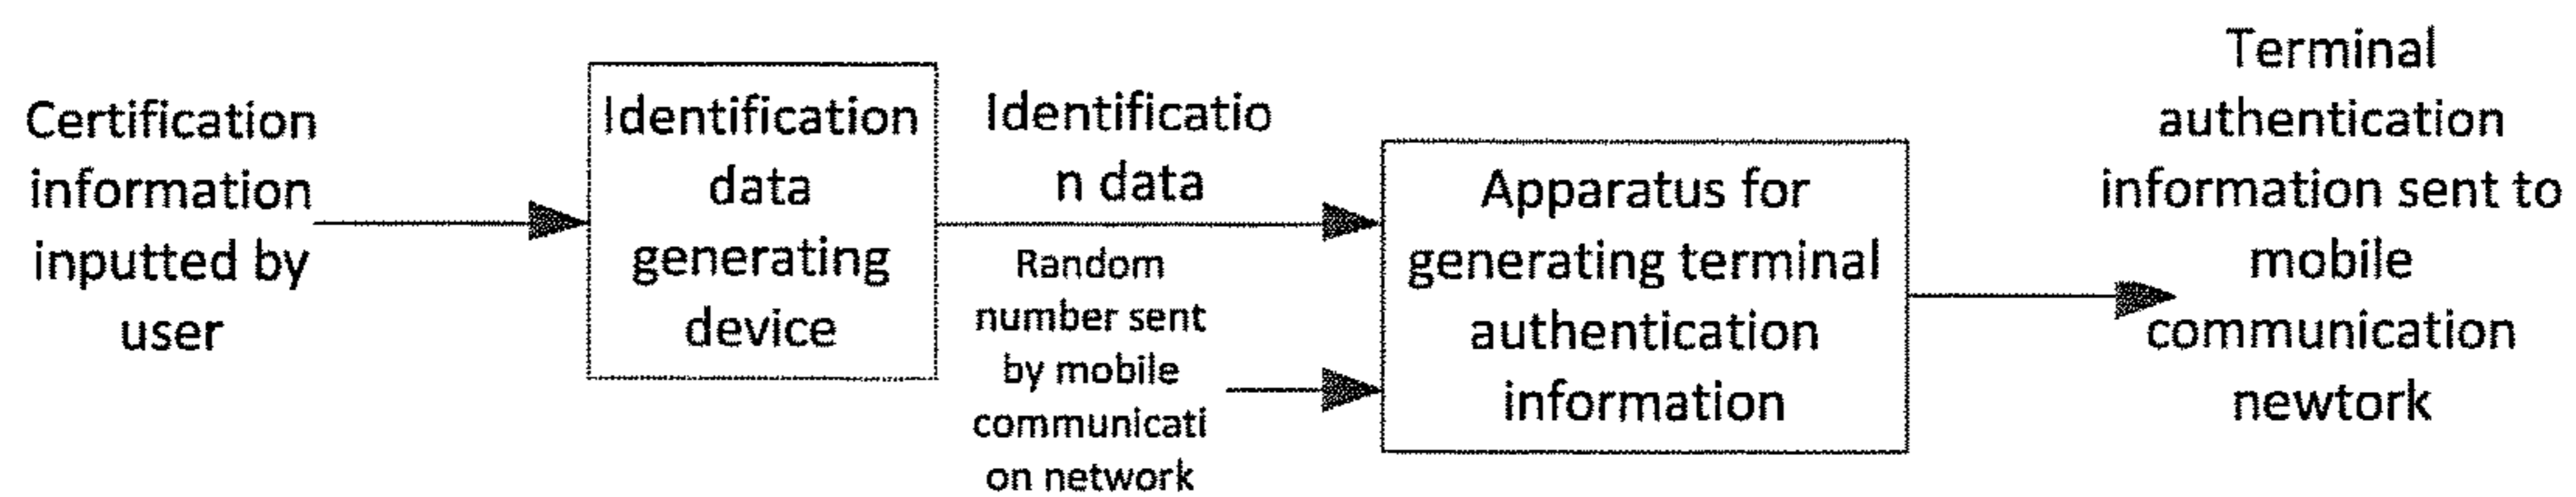 Certification
information
inputted by
user
Identification
data
generating
device
Identificatio
n data
Random
number sent
by mobile
communicati
on network
Apparatus for
generating terminal
authentication
information
Terminal
authentication
information sent to
mobile
communication
newtork